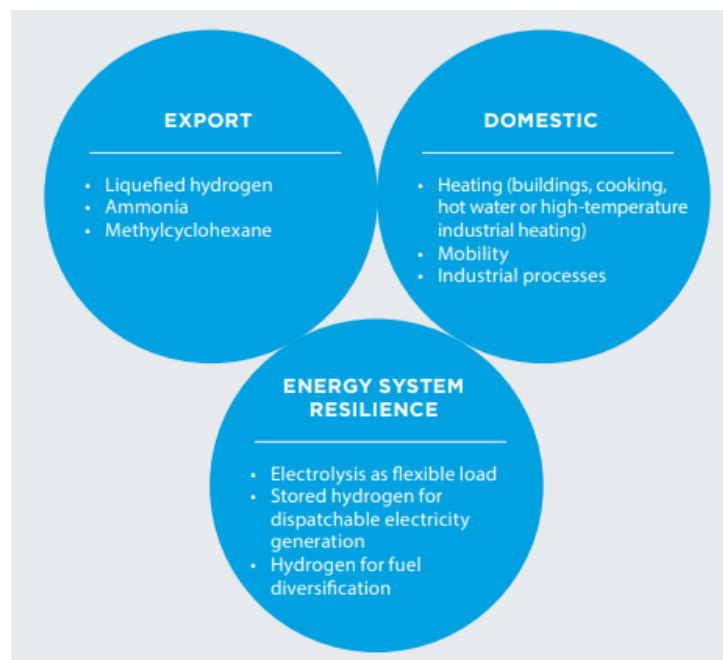 EXPORT
• Liquefied hydrogen
• Ammonia
• Methylcyclohexane
DOMESTIC
• Heating (buildings, cooking,
hot water or high-temperature
industrial heating)
• Mobility
• Industrial processes
ENERGY SYSTEM
RESILIENCE
• Electrolysis as flexible load
• Stored hydrogen for
dispatchable electricity
generation
• Hydrogen for fuel
diversification